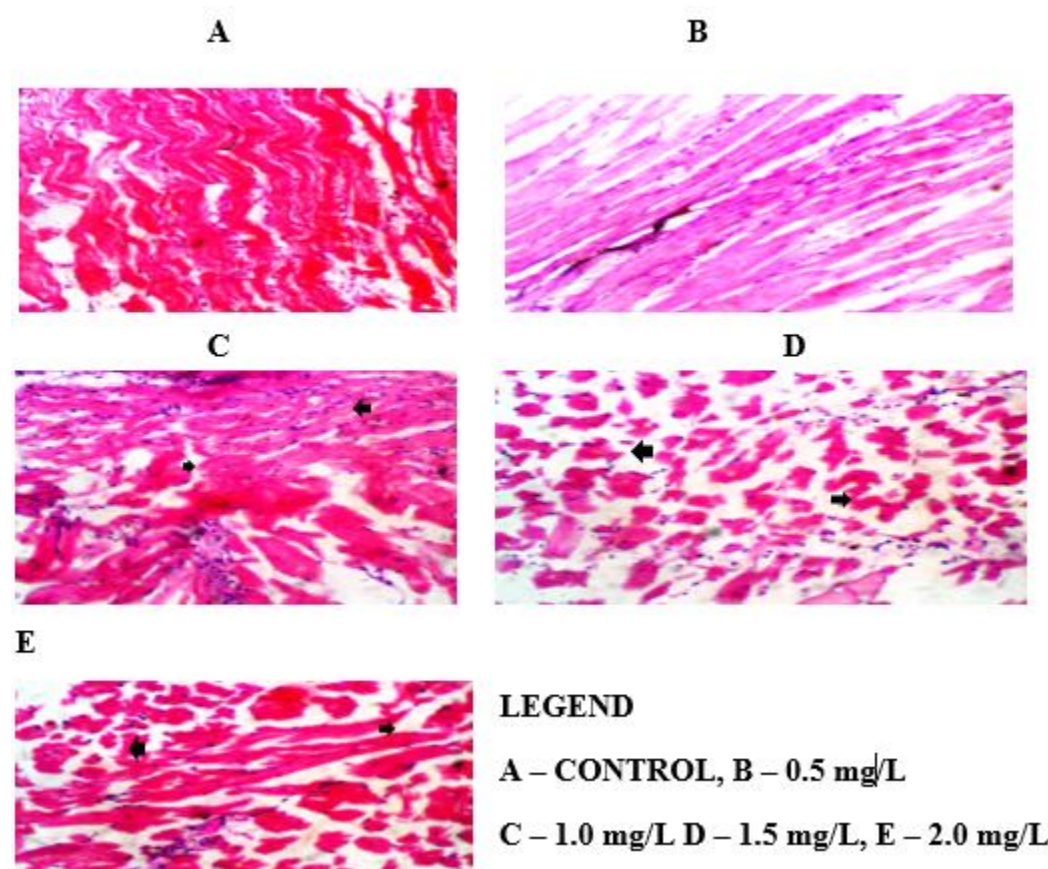 A
B
C
D
E
LEGEND
A – CONTROL, B – 0.5 mg/L
C – 1.0 mg/L D – 1.5 mg/L, E – 2.0 mg/L